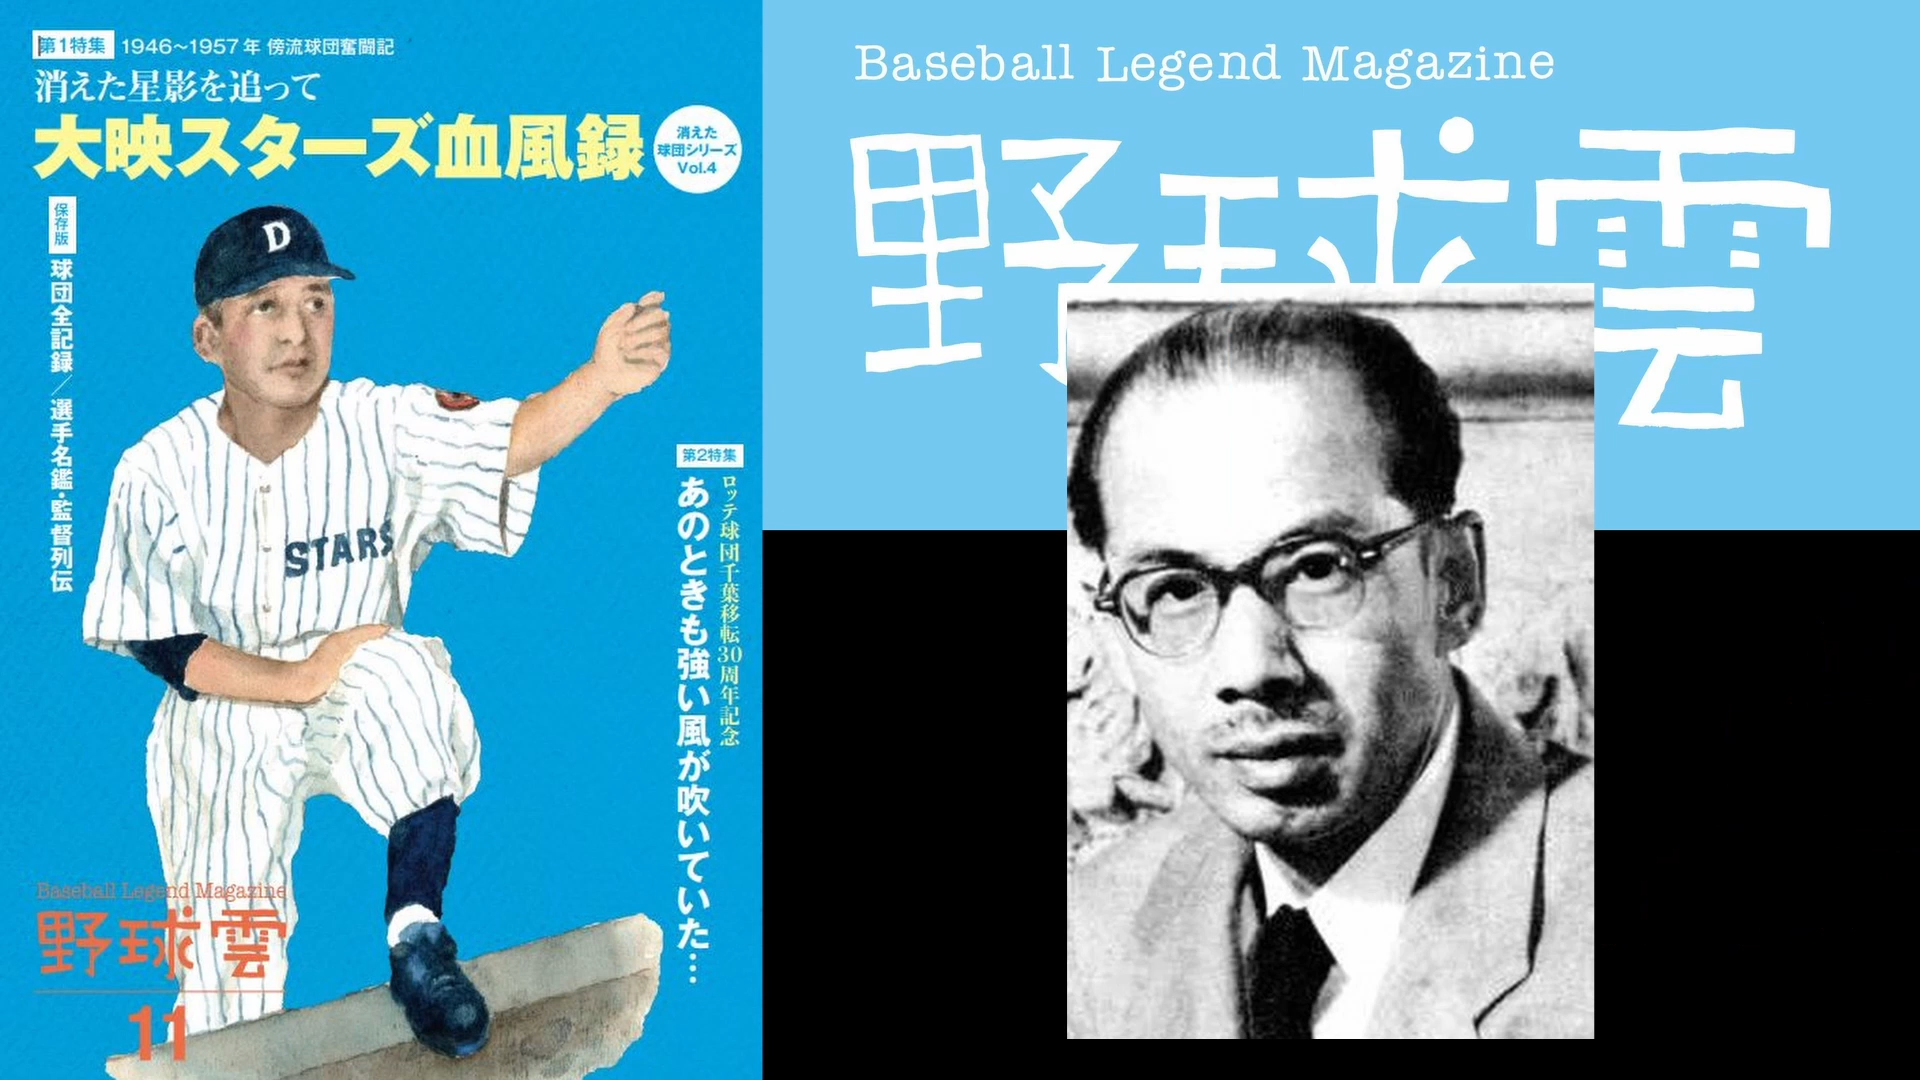 第1特集 1946〜1957年 傍流球団奮闘記
消えた星影を追って
大映スターズ血風録
消えた
球団シリーズ
Vol.4
保存版
球団全記録／選手名鑑・監督列伝
D
STARS
第2特集
ロッテ球団千葉移転30周年記念
あのときも強い風が吹いていた…
Baseball Legend Magazine
野球雲
11
Baseball Legend Magazine
野球雲